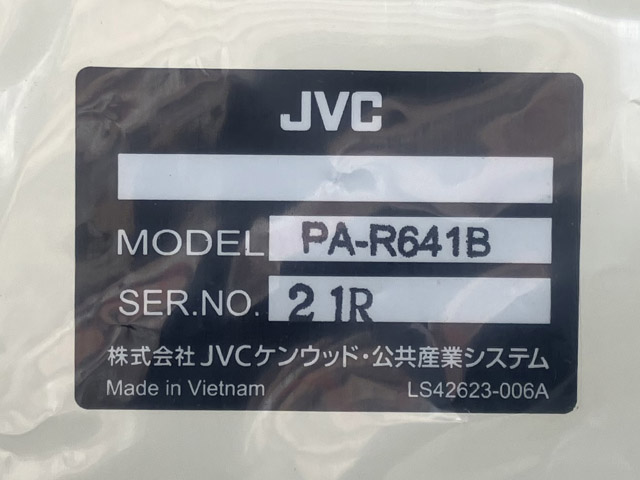 JVC
MODEL PA-R641B
SER.NO. 21R
株式会社 JVCケンウッド・公共産業システム
Made in Vietnam LS42623-006A